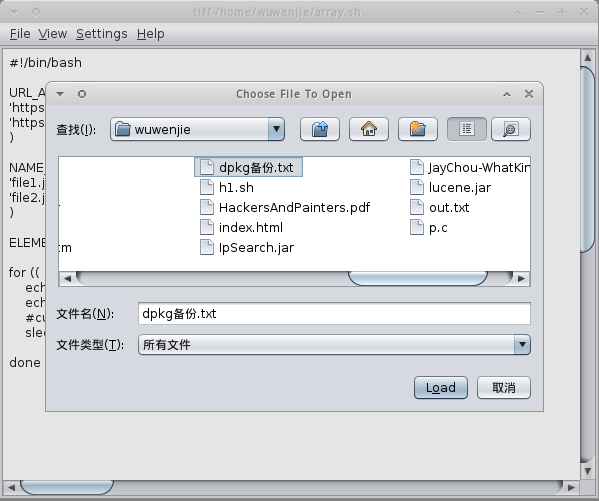 tiff-/home/wuwenjie/array.sh
File View Settings Help
#!/bin/bash
URL_A
'https
'https
)
NAME_
'file1.j
'file2.j
)
ELEME
for ((
ech
ech
#cu
slee
done
Choose File To Open
查找(I): wuwenjie
dpkg备份.txt
h1.sh
HackersAndPainters.pdf
index.html
IpSearch.jar
JayChou-WhatKin
lucene.jar
out.txt
p.c
文件名(N): dpkg备份.txt
文件类型(T): 所有文件
Load 取消